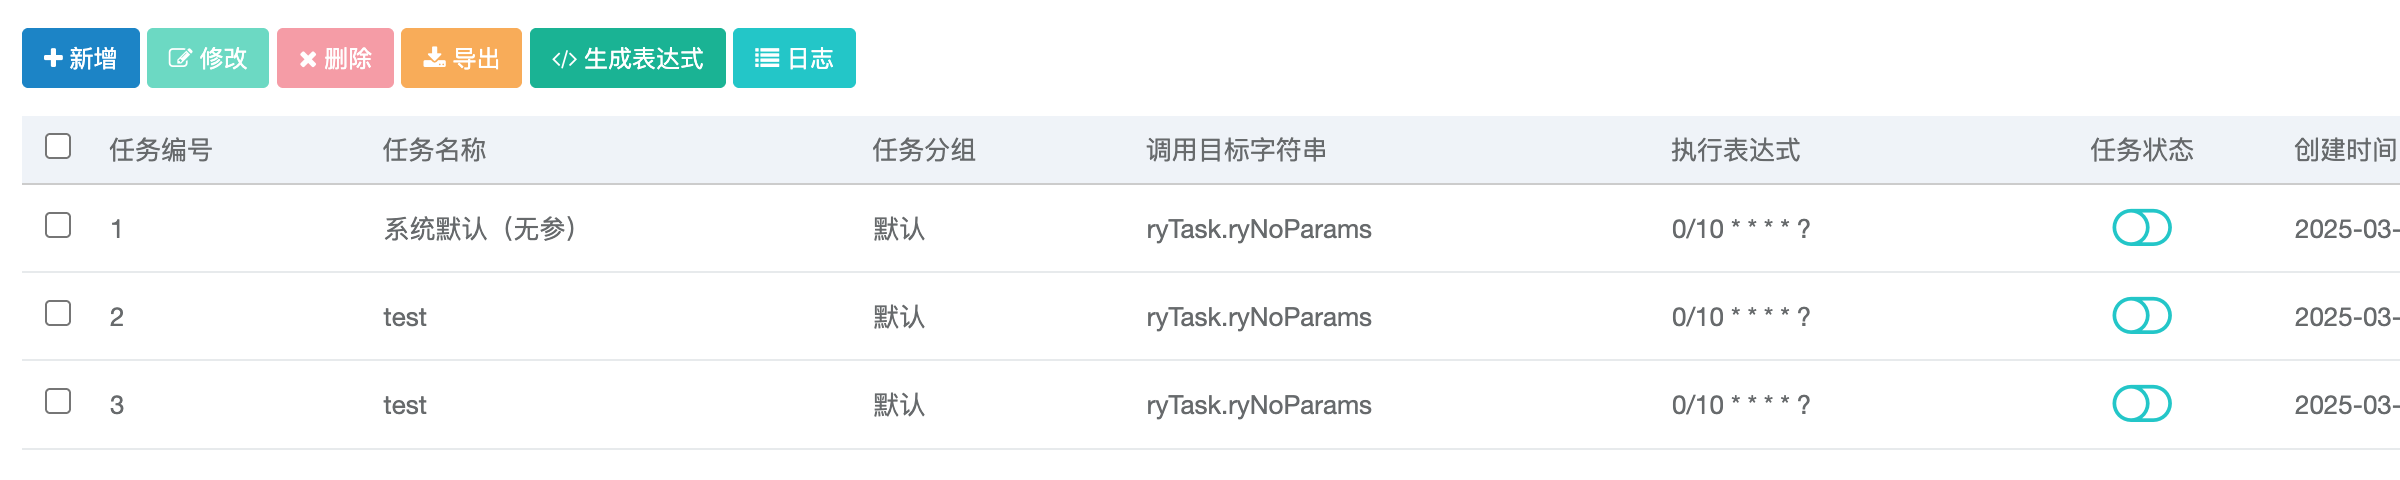 新增 修改 删除 导出 </> 生成表达式 日志
任务编号 任务名称 任务分组 调用目标字符串 执行表达式 任务状态 创建时间
1 系统默认（无参） 默认 ryTask.ryNoParams 0/10 * * * * ? 2025-03-
2 test 默认 ryTask.ryNoParams 0/10 * * * * ? 2025-03-
3 test 默认 ryTask.ryNoParams 0/10 * * * * ? 2025-03-